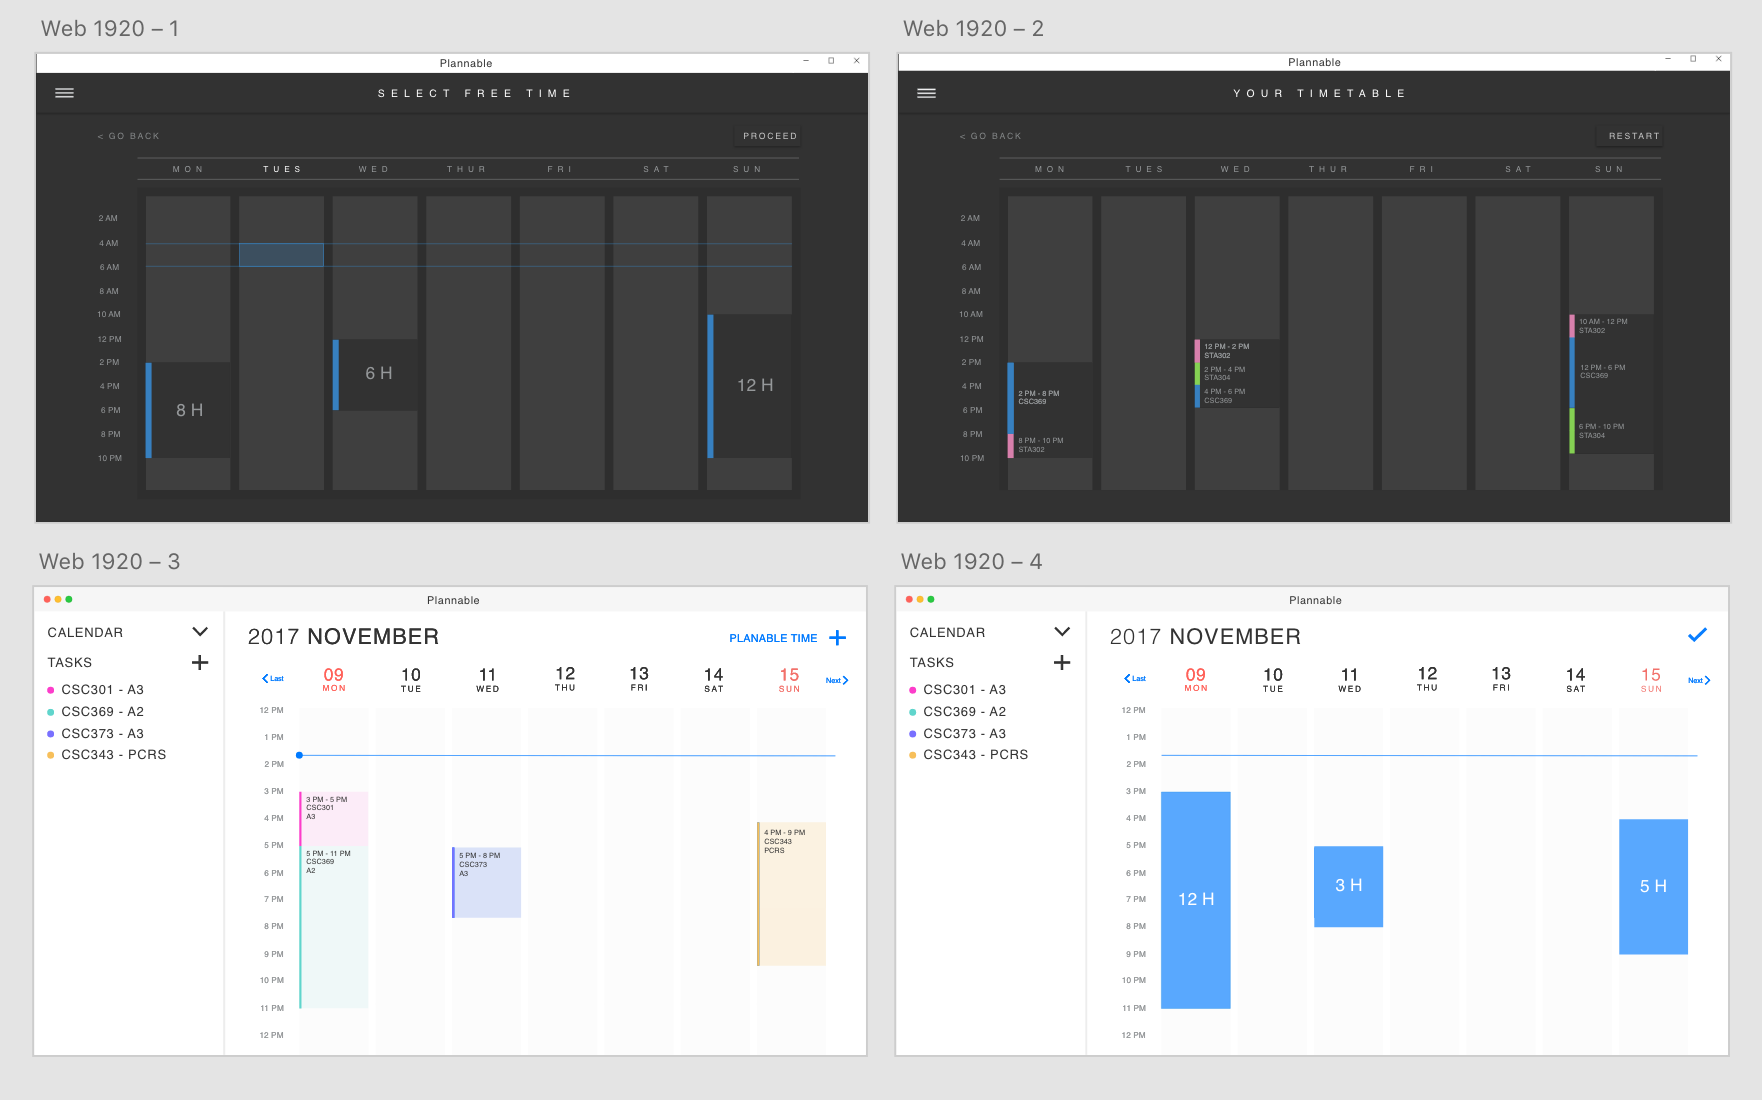 Web 1920 – 1
Plannable
SELECT FREE TIME
< GO BACK
PROCEED
MON TUES WED THUR FRI SAT SUN
2 AM
4 AM
6 AM
8 AM
10 AM
12 PM
2 PM
4 PM
6 PM
8 PM
10 PM
8 H
6 H
12 H
Web 1920 – 2
Plannable
YOUR TIMETABLE
< GO BACK
RESTART
MON TUES WED THUR FRI SAT SUN
2 AM
4 AM
6 AM
8 AM
10 AM
12 PM
2 PM
4 PM
6 PM
8 PM
10 PM
2 PM - 8 PM
CSC369
8 PM - 10 PM
STA302
12 PM - 2 PM
STA302
2 PM - 4 PM
STA304
4 PM - 6 PM
CSC369
10 AM - 12 PM
STA302
12 PM - 6 PM
CSC369
6 PM - 10 PM
STA304
Web 1920 – 3
Plannable
CALENDAR
TASKS
CSC301 - A3
CSC369 - A2
CSC373 - A3
CSC343 - PCRS
2017 NOVEMBER
PLANABLE TIME
Last
09 10 11 12 13 14 15
MON TUE WED THU FRI SAT SUN
Next
12 PM
1 PM
2 PM
3 PM
4 PM
5 PM
6 PM
7 PM
8 PM
9 PM
10 PM
11 PM
12 PM
3 PM - 5 PM
CSC301
A3
5 PM - 11 PM
CSC369
A2
5 PM - 8 PM
CSC373
A3
4 PM - 9 PM
CSC343
PCRS
Web 1920 – 4
Plannable
CALENDAR
TASKS
CSC301 - A3
CSC369 - A2
CSC373 - A3
CSC343 - PCRS
2017 NOVEMBER
Last
09 10 11 12 13 14 15
MON TUE WED THU FRI SAT SUN
Next
12 PM
1 PM
2 PM
3 PM
4 PM
5 PM
6 PM
7 PM
8 PM
9 PM
10 PM
11 PM
12 PM
12 H
3 H
5 H